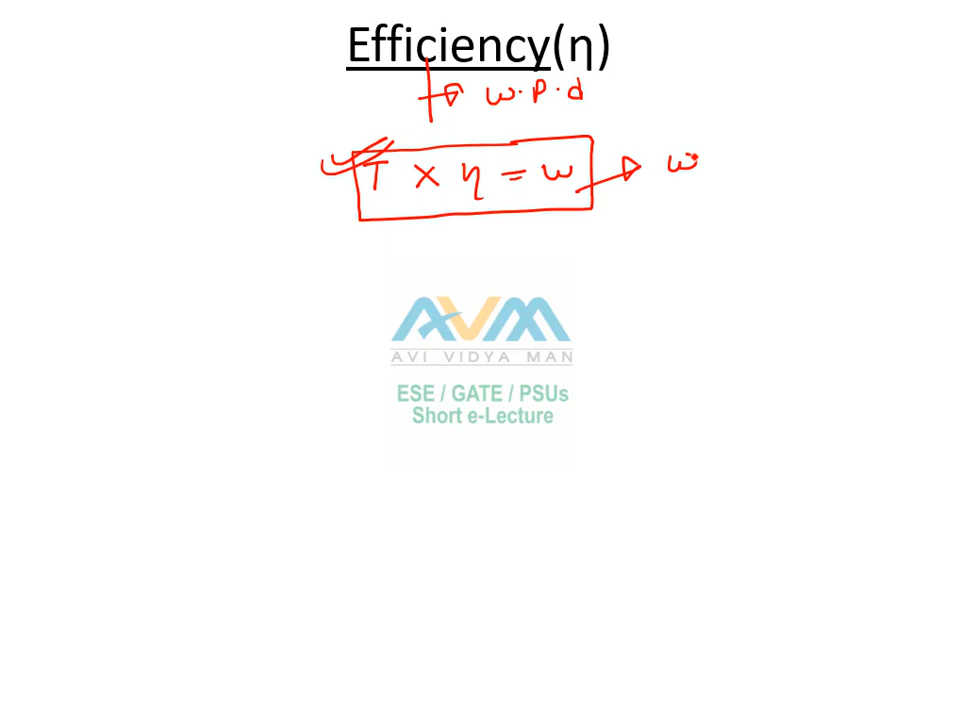 Efficiency(η)
w.P.d
T × η = w → w
AVM
AVI VIDYA MAN
ESE / GATE / PSUs
Short e-Lecture